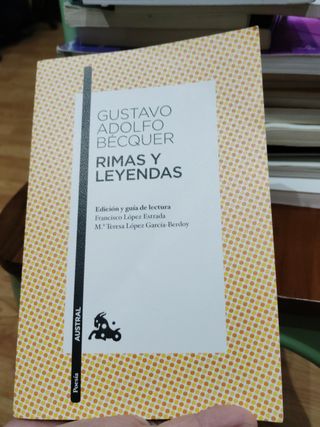 GUSTAVO
ADOLFO
BÉCQUER
RIMAS Y
LEYENDAS
Edición y guía de lectura
Francisco López Estrada
M.ª Teresa López García-Berdoy
AUSTRAL
Poesía